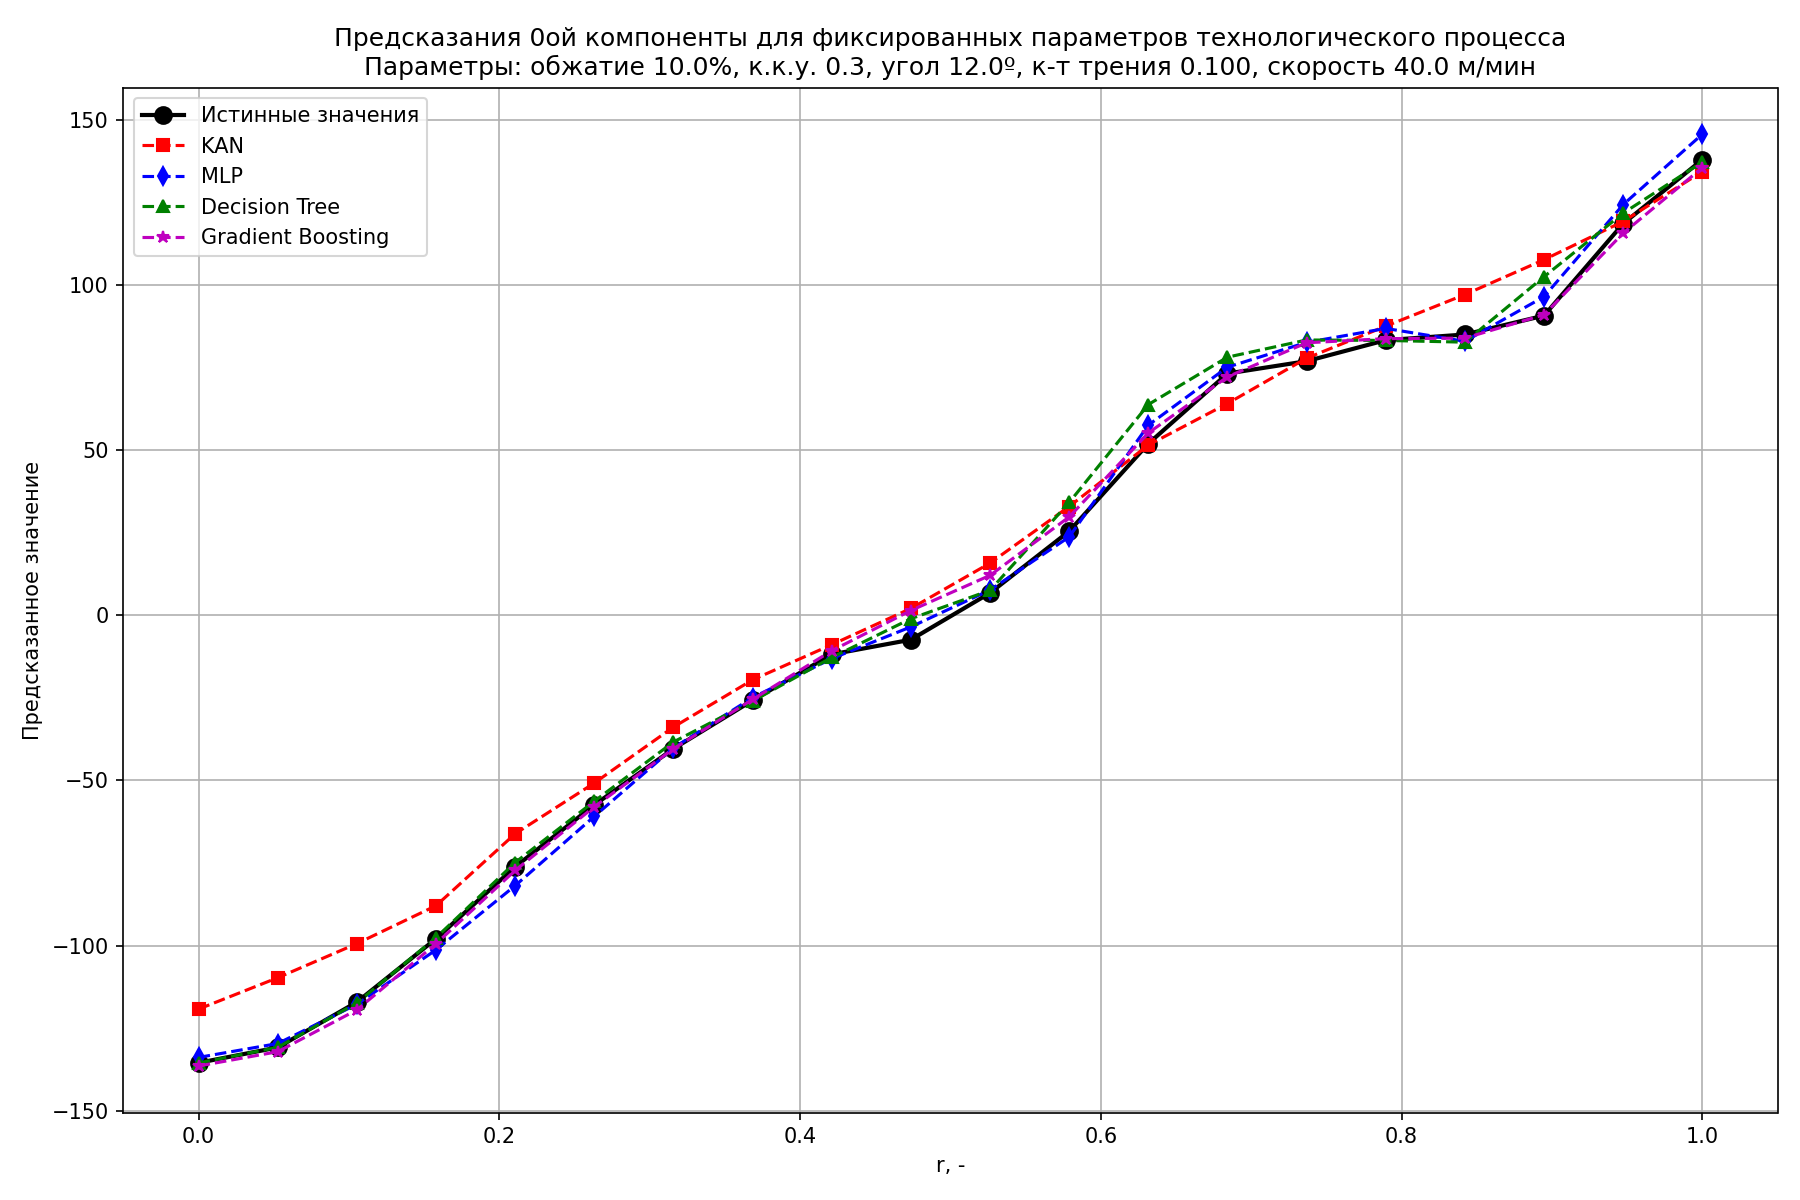 Предсказания 0ой компоненты для фиксированных параметров технологического процесса
Параметры: обжатие 10.0%, к.к.у. 0.3, угол 12.0º, к-т трения 0.100, скорость 40.0 м/мин
Истинные значения
KAN
MLP
Decision Tree
Gradient Boosting
Предсказанное значение
150
100
50
0
−50
−100
−150
0.0
0.2
0.4
0.6
0.8
1.0
r, -